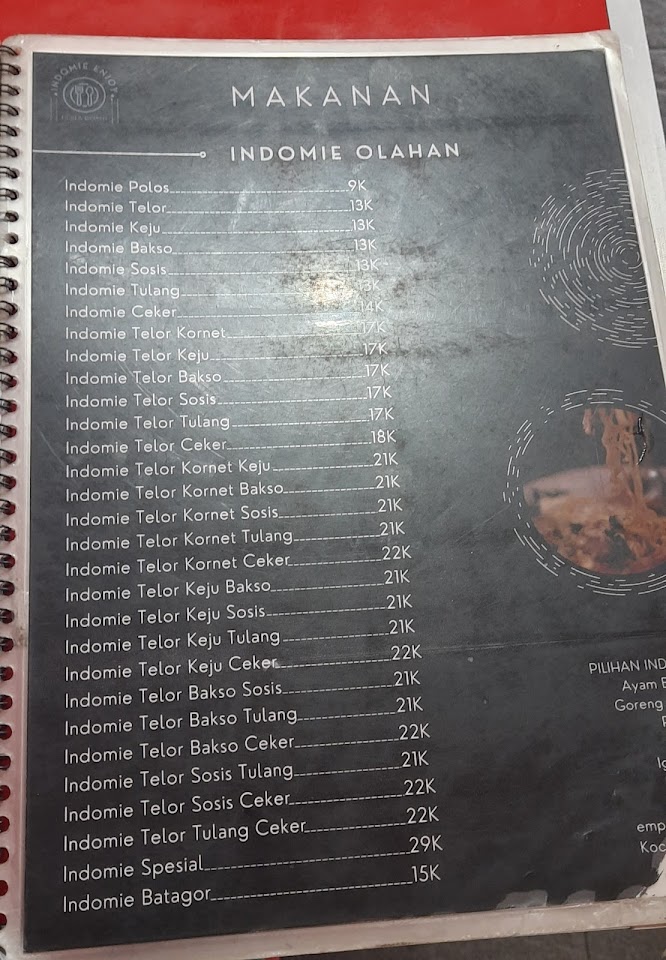 INDOMIE ENJOY
MAKANAN
INDOMIE OLAHAN
Indomie Polos 9K
Indomie Telor 13K
Indomie Keju 13K
Indomie Bakso 13K
Indomie Sosis 13K
Indomie Tulang 13K
Indomie Ceker 14K
Indomie Telor Kornet 17K
Indomie Telor Keju 17K
Indomie Telor Bakso 17K
Indomie Telor Sosis 17K
Indomie Telor Tulang 17K
Indomie Telor Ceker 18K
Indomie Telor Kornet Keju 21K
Indomie Telor Kornet Bakso 21K
Indomie Telor Kornet Sosis 21K
Indomie Telor Kornet Tulang 21K
Indomie Telor Kornet Ceker 22K
Indomie Telor Keju Bakso 21K
Indomie Telor Keju Sosis 21K
Indomie Telor Keju Tulang 21K
Indomie Telor Keju Ceker 22K
Indomie Telor Bakso Sosis 21K
Indomie Telor Bakso Tulang 21K
Indomie Telor Bakso Ceker 22K
Indomie Telor Sosis Tulang 21K
Indomie Telor Sosis Ceker 22K
Indomie Telor Tulang Ceker 22K
Indomie Spesial 29K
Indomie Batagor 15K
PILIHAN IND
Ayam B
Goreng
emp
Koc